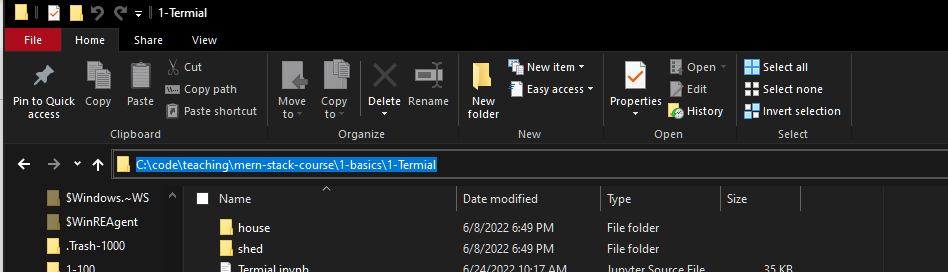 1-Termial
File Home Share View
Pin to Quick access
Copy
Paste
Cut
Copy path
Paste shortcut
Clipboard
Move to
Copy to
Delete
Rename
Organize
New folder
New item
Easy access
New
Properties
Open
Edit
History
Open
Select all
Select none
Invert selection
Select
C:\code\teaching\mern-stack-course\1-basics\1-Termial
$Windows.~WS
$WinREAgent
.Trash-1000
1-100
Name Date modified Type Size
house 6/8/2022 6:49 PM File folder
shed 6/8/2022 6:49 PM File folder
Termial.ipynb 6/24/2022 10:17 AM Jupyter Source File 35 KB